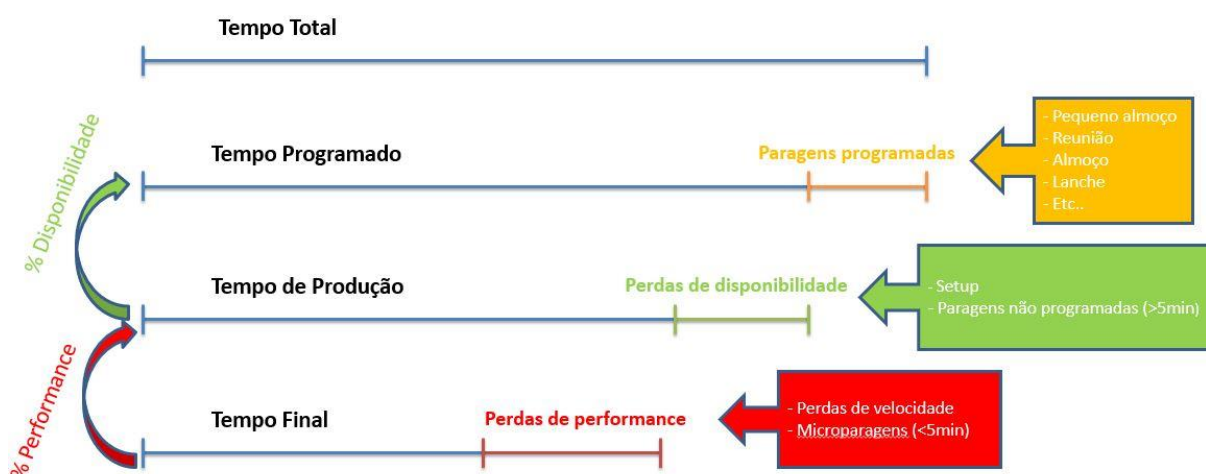 Tempo Total
% Disponibilidade
Tempo Programado
Paragens programadas
- Pequeno almoço
- Reunião
- Almoço
- Lanche
- Etc..
Tempo de Produção
Perdas de disponibilidade
- Setup
- Paragens não programadas (>5min)
% Performance
Tempo Final
Perdas de performance
- Perdas de velocidade
- Microparagens (<5min)